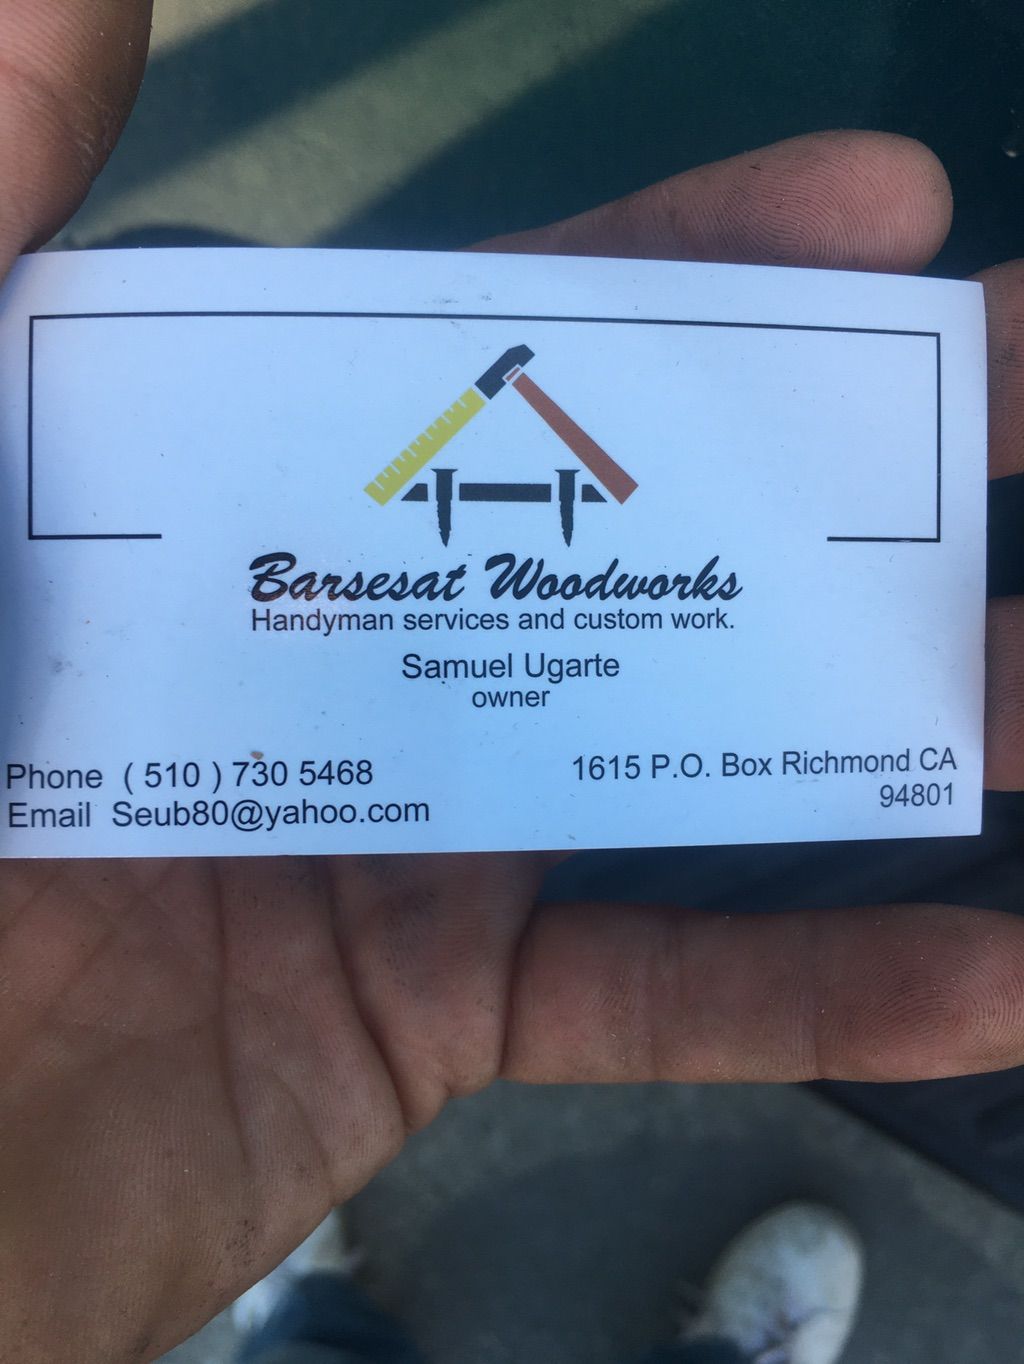 Barsesat Woodworks
Handyman services and custom work.
Samuel Ugarte
owner
Phone ( 510 ) 730 5468
Email Seub80@yahoo.com
1615 P.O. Box Richmond CA
94801